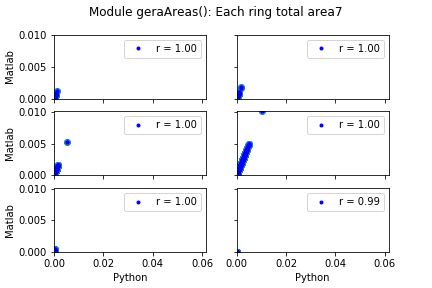 Module geraAreas(): Each ring total area7
0.010
0.005
0.000
Matlab
r = 1.00
r = 1.00
0.010
0.005
0.000
Matlab
r = 1.00
r = 1.00
0.010
0.005
0.000
Matlab
r = 1.00
r = 0.99
0.00 0.02 0.04 0.06
0.00 0.02 0.04 0.06
Python
Python